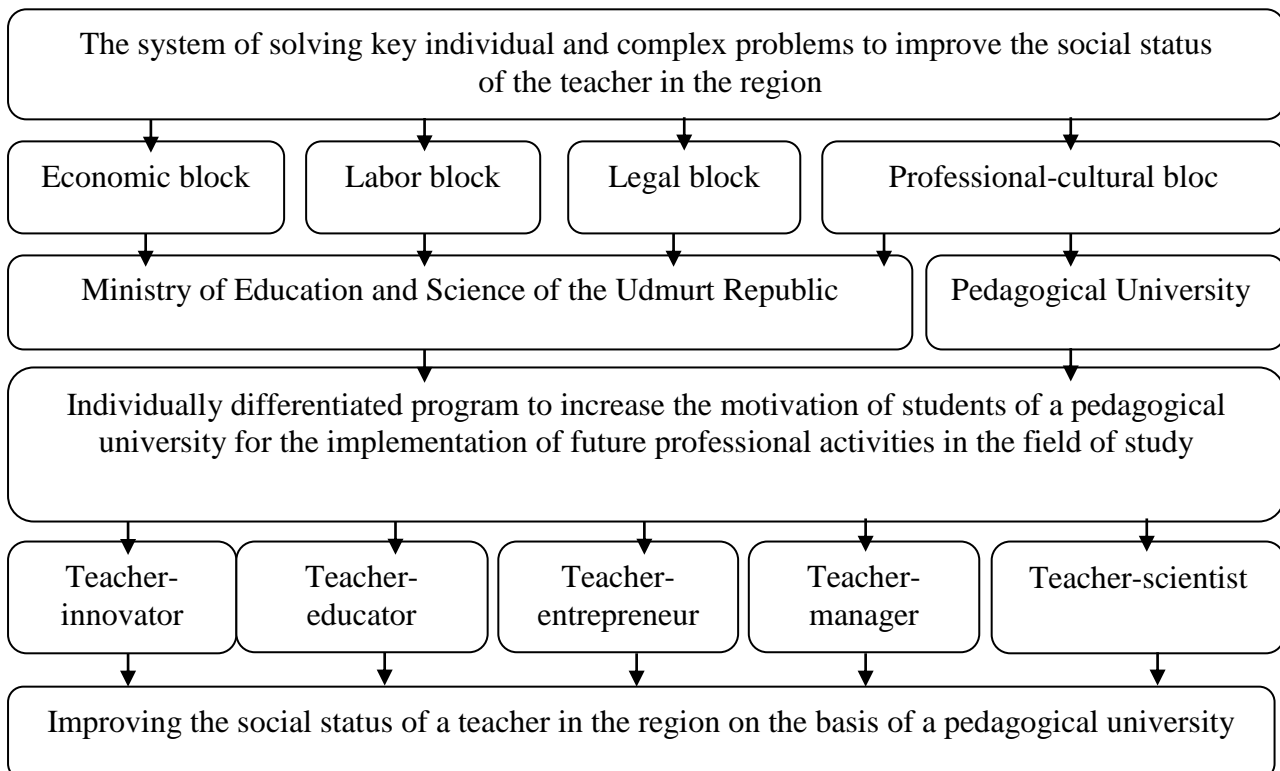 The system of solving key individual and complex problems to improve the social status
of the teacher in the region
Economic block
Labor block
Legal block
Professional-cultural bloc
Ministry of Education and Science of the Udmurt Republic
Pedagogical University
Individually differentiated program to increase the motivation of students of a pedagogical
university for the implementation of future professional activities in the field of study
Teacher-
innovator
Teacher-
educator
Teacher-
entrepreneur
Teacher-
manager
Teacher-scientist
Improving the social status of a teacher in the region on the basis of a pedagogical university